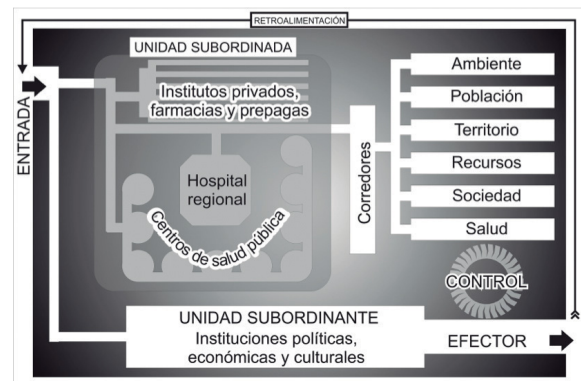 RETROALIMENTACIÓN
ENTRADA
UNIDAD SUBORDINADA
Institutos privados,
farmacias y prepagas
Hospital
regional
Centros de salud pública
Corredores
Ambiente
Población
Territorio
Recursos
Sociedad
Salud
CONTROL
UNIDAD SUBORDINANTE
Instituciones políticas,
económicas y culturales
EFECTOR